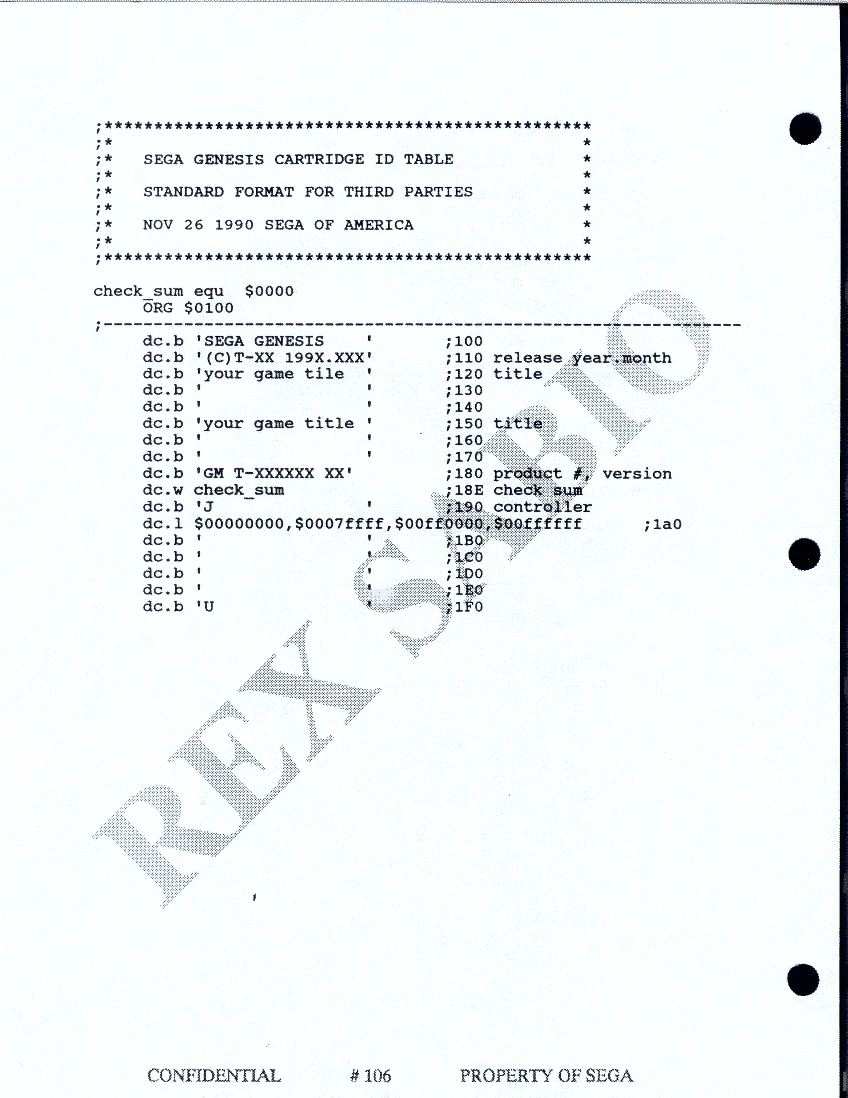 ;************************************************
;*                                               *
;*   SEGA GENESIS CARTRIDGE ID TABLE             *
;*                                               *
;*   STANDARD FORMAT FOR THIRD PARTIES           *
;*                                               *
;*   NOV 26 1990 SEGA OF AMERICA                 *
;*                                               *
;************************************************
check_sum equ  $0000
     ORG $0100
;---------------------------------------------------------------
     dc.b 'SEGA GENESIS    '        ;100
     dc.b '(C)T-XX 199X.XXX'        ;110 release year.month
     dc.b 'your game tile  '        ;120 title
     dc.b '                '        ;130
     dc.b '                '        ;140
     dc.b 'your game title '        ;150 title
     dc.b '                '        ;160
     dc.b '                '        ;170
     dc.b 'GM T-XXXXXX XX'          ;180 product #, version
     dc.w check_sum                 ;18E check sum
     dc.b 'J               '        ;190 controller
     dc.l $00000000,$0007ffff,$00ff0000,$00ffffff       ;1a0
     dc.b '                '        ;1B0
     dc.b '                '        ;1C0
     dc.b '                '        ;1D0
     dc.b '                '        ;1E0
     dc.b 'U               '        ;1F0
REX SABIO
CONFIDENTIAL     # 106     PROPERTY OF SEGA